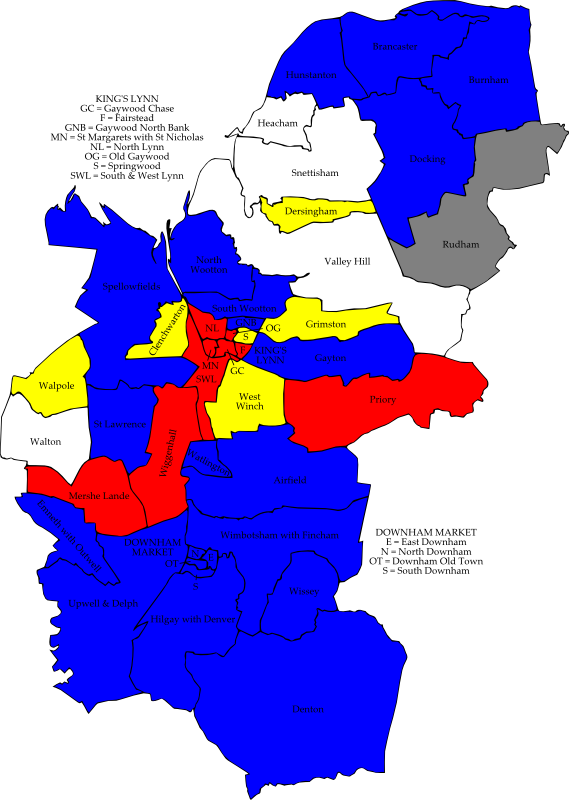 Brancaster
Hunstanton
Burnham
KING'S LYNN
GC = Gaywood Chase
F = Fairstead
GNB = Gaywood North Bank
MN = St Margarets with St Nicholas
NL = North Lynn
OG = Old Gaywood
S = Springwood
SWL = South & West Lynn
Heacham
Docking
Snettisham
Dersingham
Rudham
Valley Hill
North
Wootton
Spellowfields
South Wootton
Clenchwarton
NL
GNB
OG
Grimston
S
F
KING'S
LYNN
Gayton
MN
SWL
GC
Walpole
West
Winch
Priory
St Lawrence
Walton
Wiggenhall
Watlington
Airfield
Mershe Lande
Emneth with Outwell
Wimbotsham with Fincham
DOWNHAM
MARKET
OT
N
E
S
DOWNHAM MARKET
E = East Downham
N = North Downham
OT = Downham Old Town
S = South Downham
Upwell & Delph
Hilgay with Denver
Wissey
Denton